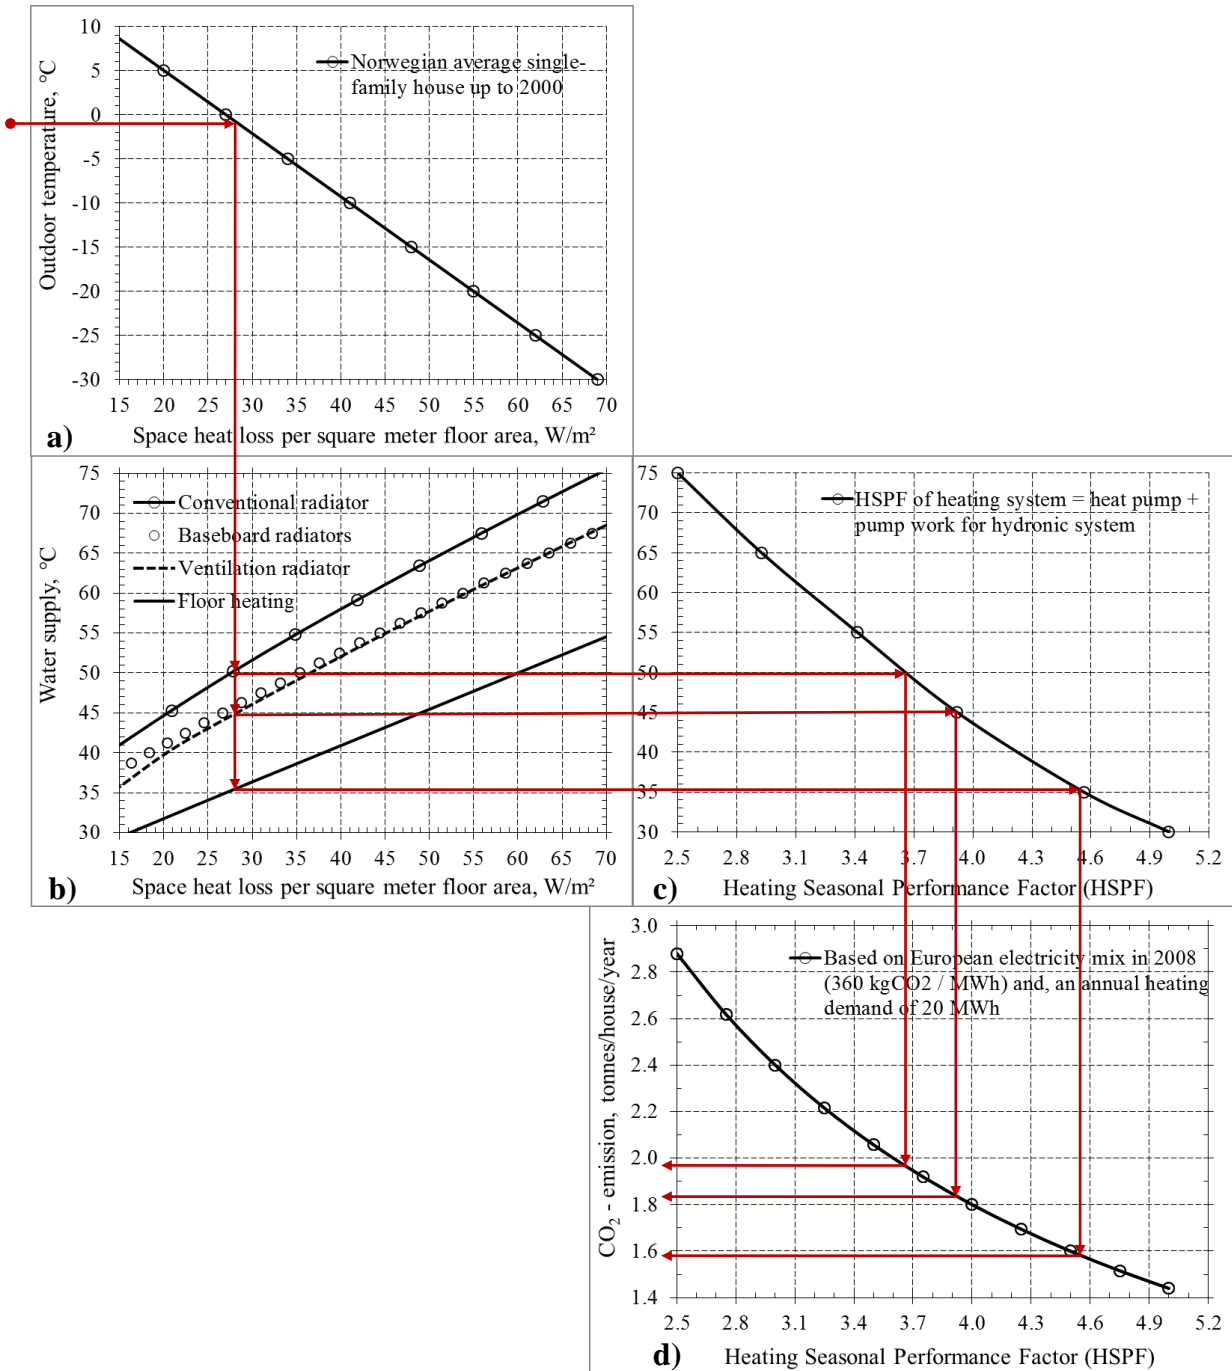 10
5
0
-5
-10
-15
-20
-25
-30
Outdoor temperature, °C
Norwegian average single-
family house up to 2000
15 20 25 30 35 40 45 50 55 60 65 70
a)
Space heat loss per square meter floor area, W/m²
75
70
65
60
55
50
45
40
35
30
Water supply, °C
Conventional radiator
Baseboard radiators
Ventilation radiator
Floor heating
15 20 25 30 35 40 45 50 55 60 65 70
b)
Space heat loss per square meter floor area, W/m²
75
70
65
60
55
50
45
40
35
30
HSPF of heating system = heat pump +
pump work for hydronic system
2.5 2.8 3.1 3.4 3.7 4.0 4.3 4.6 4.9 5.2
c)
Heating Seasonal Performance Factor (HSPF)
3.0
2.8
2.6
2.4
2.2
2.0
1.8
1.6
1.4
CO₂ - emission, tonnes/house/year
Based on European electricity mix in 2008
(360 kgCO2 / MWh) and, an annual heating
demand of 20 MWh
2.5 2.8 3.1 3.4 3.7 4.0 4.3 4.6 4.9 5.2
d)
Heating Seasonal Performance Factor (HSPF)